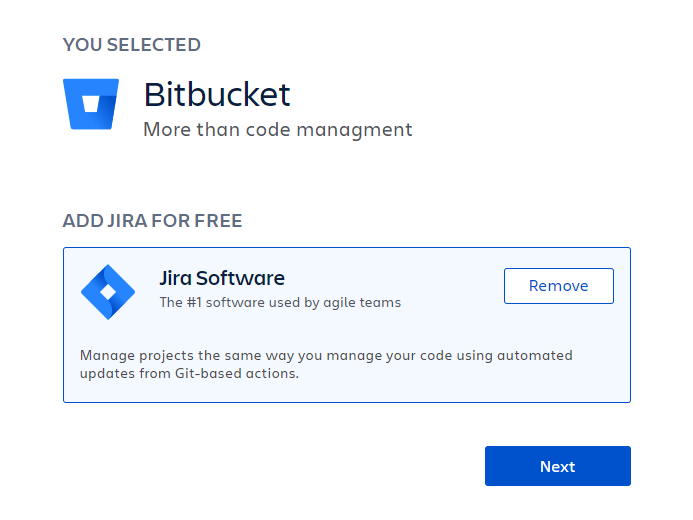 YOU SELECTED
Bitbucket
More than code managment
ADD JIRA FOR FREE
Jira Software
The #1 software used by agile teams
Remove
Manage projects the same way you manage your code using automated
updates from Git-based actions.
Next